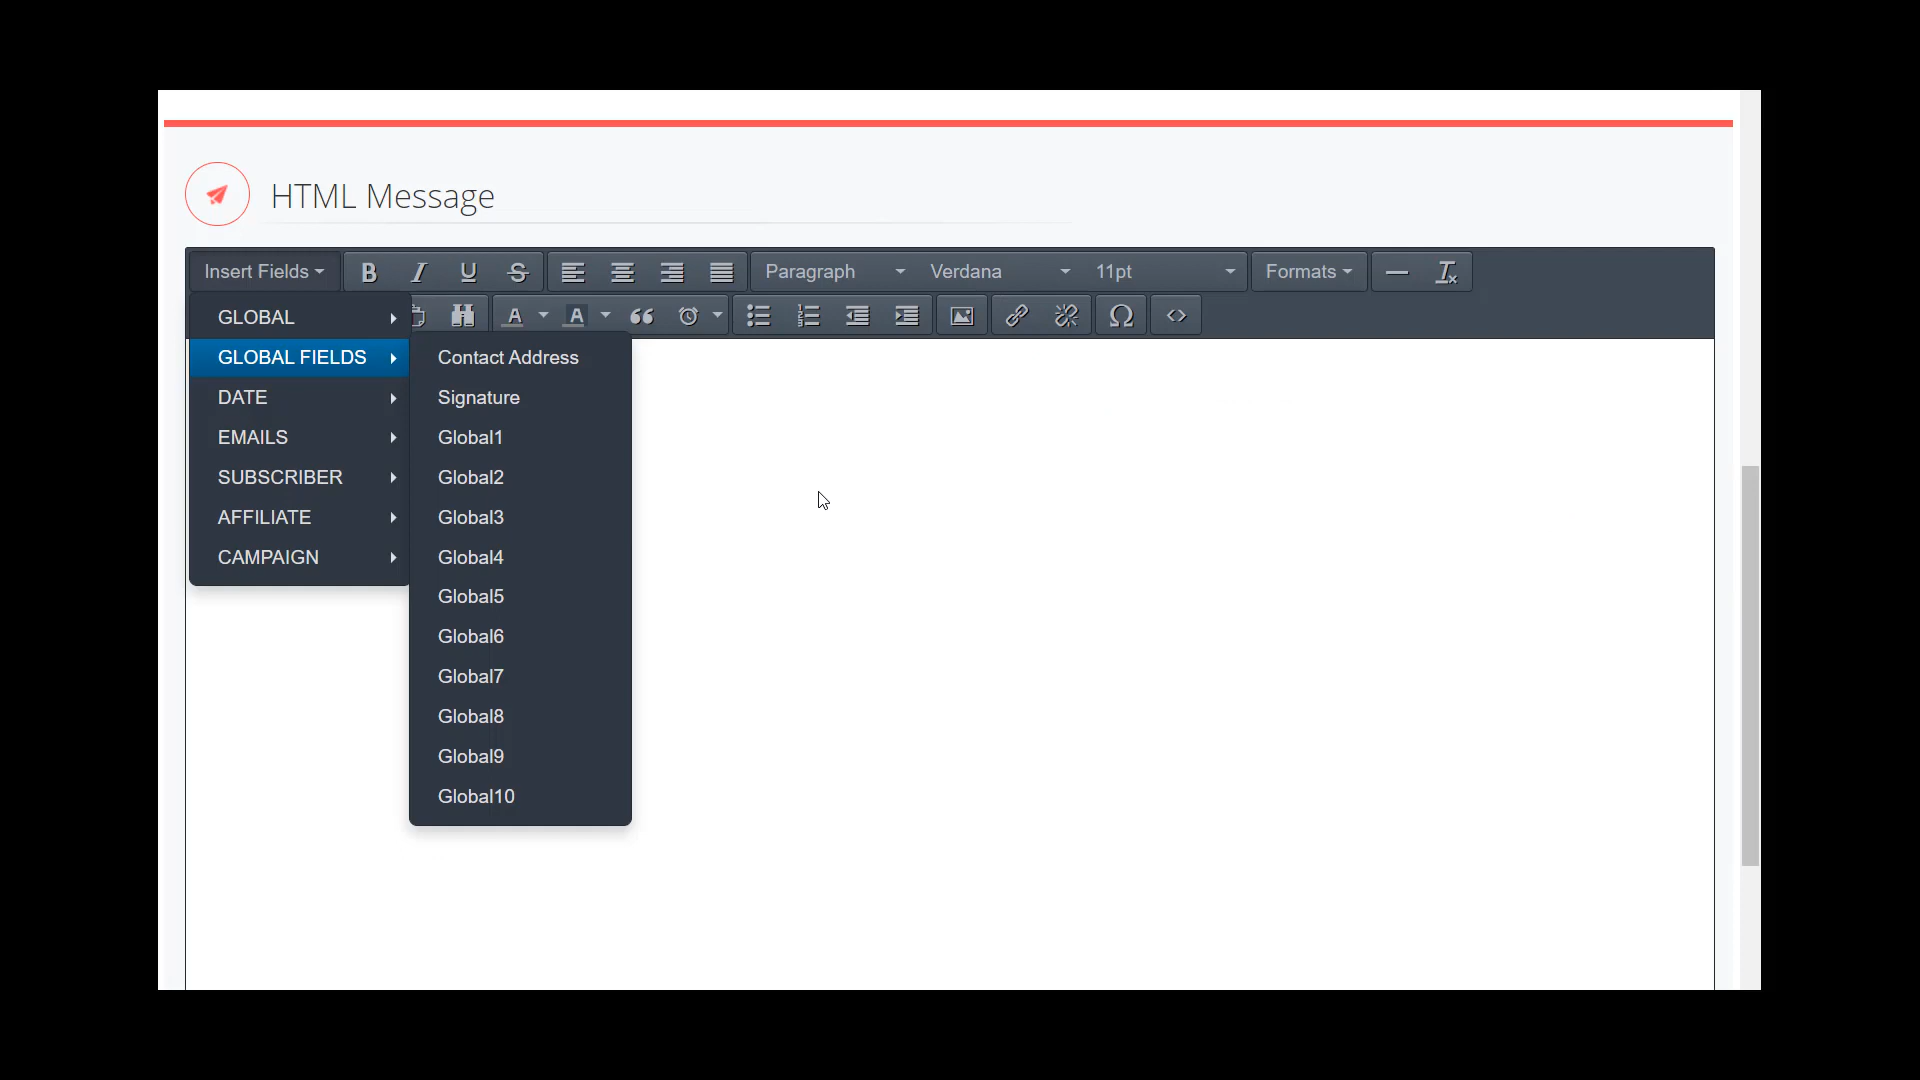 HTML Message
Insert Fields
Paragraph
Verdana
11pt
Formats
GLOBAL
GLOBAL FIELDS
DATE
EMAILS
SUBSCRIBER
AFFILIATE
CAMPAIGN
Contact Address
Signature
Global1
Global2
Global3
Global4
Global5
Global6
Global7
Global8
Global9
Global10